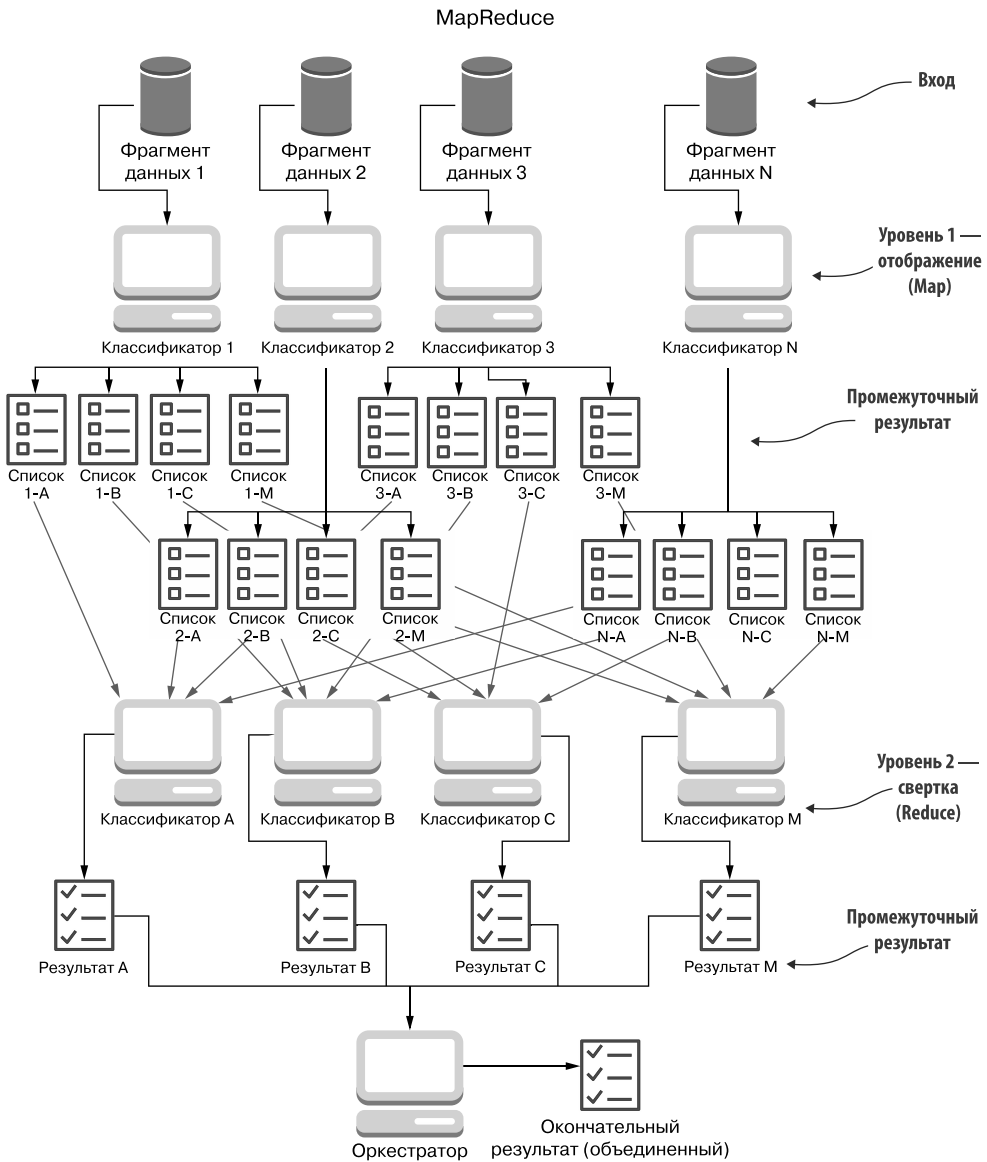 MapReduce
Вход
Фрагмент
данных 1
Фрагмент
данных 2
Фрагмент
данных 3
Фрагмент
данных N
Уровень 1 —
отображение
(Map)
Классификатор 1
Классификатор 2
Классификатор 3
Классификатор N
Промежуточный
результат
Список
1-A
Список
1-B
Список
1-C
Список
1-M
Список
3-A
Список
3-B
Список
3-C
Список
3-M
Список
2-A
Список
2-B
Список
2-C
Список
2-M
Список
N-A
Список
N-B
Список
N-C
Список
N-M
Уровень 2 —
свертка
(Reduce)
Классификатор A
Классификатор B
Классификатор C
Классификатор M
Промежуточный
результат
Результат A
Результат B
Результат C
Результат M
Оркестратор
Окончательный
результат (объединенный)